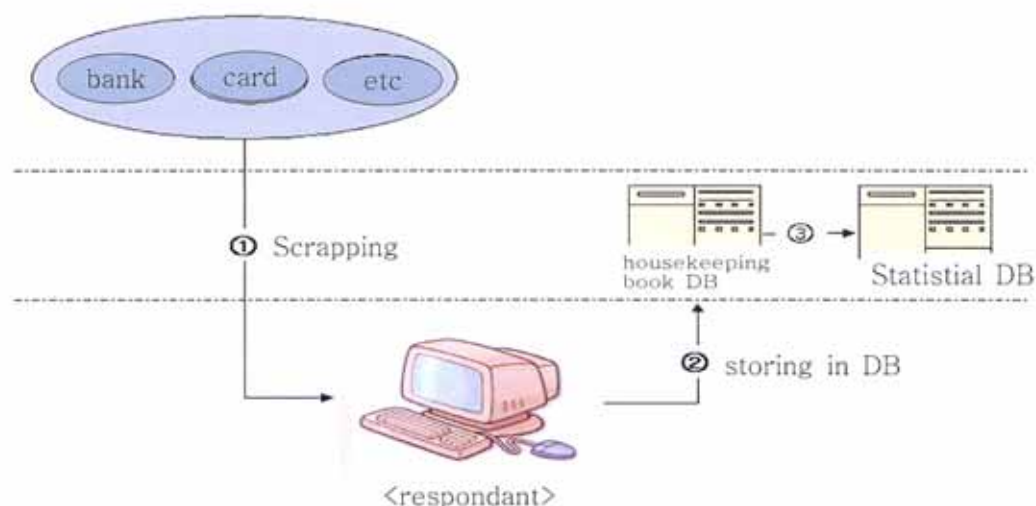 bank card etc
① Scrapping
③
housekeeping
book DB
Statistial DB
② storing in DB
<respondant>